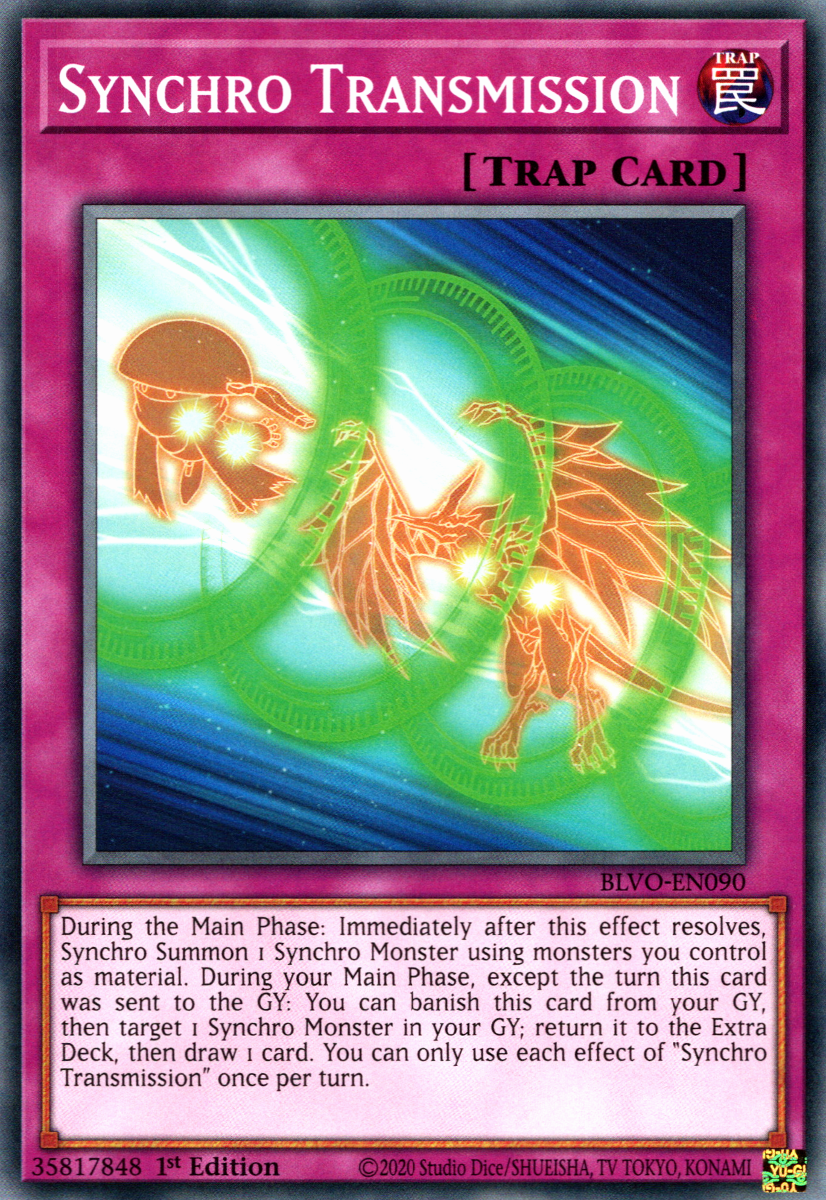 SYNCHRO TRANSMISSION
TRAP
罠
[TRAP CARD]
BLVO-EN090
During the Main Phase: Immediately after this effect resolves,
Synchro Summon 1 Synchro Monster using monsters you control
as material. During your Main Phase, except the turn this card
was sent to the GY: You can banish this card from your GY,
then target 1 Synchro Monster in your GY; return it to the Extra
Deck, then draw 1 card. You can only use each effect of "Synchro
Transmission" once per turn.
35817848 1st Edition
©2020 Studio Dice/SHUEISHA, TV TOKYO, KONAMI